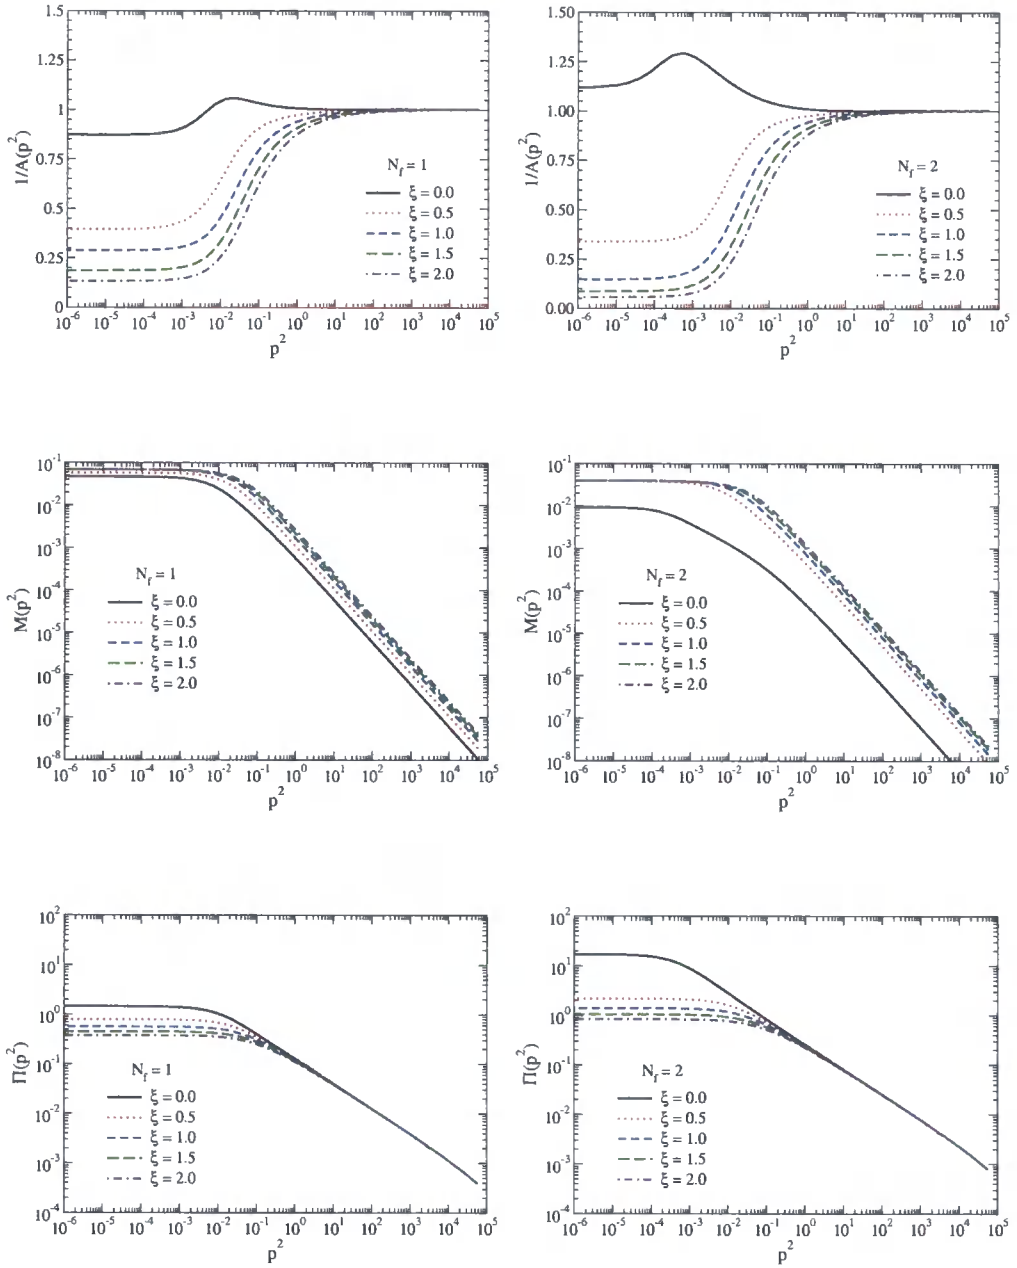 1.5
1.25
1
0.75
0.5
0.25
0
1/A(p²)
N_f = 1
ξ = 0.0
ξ = 0.5
ξ = 1.0
ξ = 1.5
ξ = 2.0
10⁻⁶ 10⁻⁵ 10⁻⁴ 10⁻³ 10⁻² 10⁻¹ 10⁰ 10¹ 10² 10³ 10⁴ 10⁵
p²
1.50
1.25
1.00
0.75
0.50
0.25
0.00
1/A(p²)
N_f = 2
ξ = 0.0
ξ = 0.5
ξ = 1.0
ξ = 1.5
ξ = 2.0
10⁻⁶ 10⁻⁵ 10⁻⁴ 10⁻³ 10⁻² 10⁻¹ 10⁰ 10¹ 10² 10³ 10⁴ 10⁵
p²
10⁻¹
10⁻²
10⁻³
10⁻⁴
10⁻⁵
10⁻⁶
10⁻⁷
10⁻⁸
M(p²)
N_f = 1
ξ = 0.0
ξ = 0.5
ξ = 1.0
ξ = 1.5
ξ = 2.0
10⁻⁶ 10⁻⁵ 10⁻⁴ 10⁻³ 10⁻² 10⁻¹ 10⁰ 10¹ 10² 10³ 10⁴ 10⁵
p²
10⁻¹
10⁻²
10⁻³
10⁻⁴
10⁻⁵
10⁻⁶
10⁻⁷
10⁻⁸
M(p²)
N_f = 2
ξ = 0.0
ξ = 0.5
ξ = 1.0
ξ = 1.5
ξ = 2.0
10⁻⁶ 10⁻⁵ 10⁻⁴ 10⁻³ 10⁻² 10⁻¹ 10⁰ 10¹ 10² 10³ 10⁴ 10⁵
p²
10²
10¹
10⁰
10⁻¹
10⁻²
10⁻³
10⁻⁴
Π(p²)
N_f = 1
ξ = 0.0
ξ = 0.5
ξ = 1.0
ξ = 1.5
ξ = 2.0
10⁻⁶ 10⁻⁵ 10⁻⁴ 10⁻³ 10⁻² 10⁻¹ 10⁰ 10¹ 10² 10³ 10⁴ 10⁵
p²
10²
10¹
10⁰
10⁻¹
10⁻²
10⁻³
10⁻⁴
Π(p²)
N_f = 2
ξ = 0.0
ξ = 0.5
ξ = 1.0
ξ = 1.5
ξ = 2.0
10⁻⁶ 10⁻⁵ 10⁻⁴ 10⁻³ 10⁻² 10⁻¹ 10⁰ 10¹ 10² 10³ 10⁴ 10⁵
p²